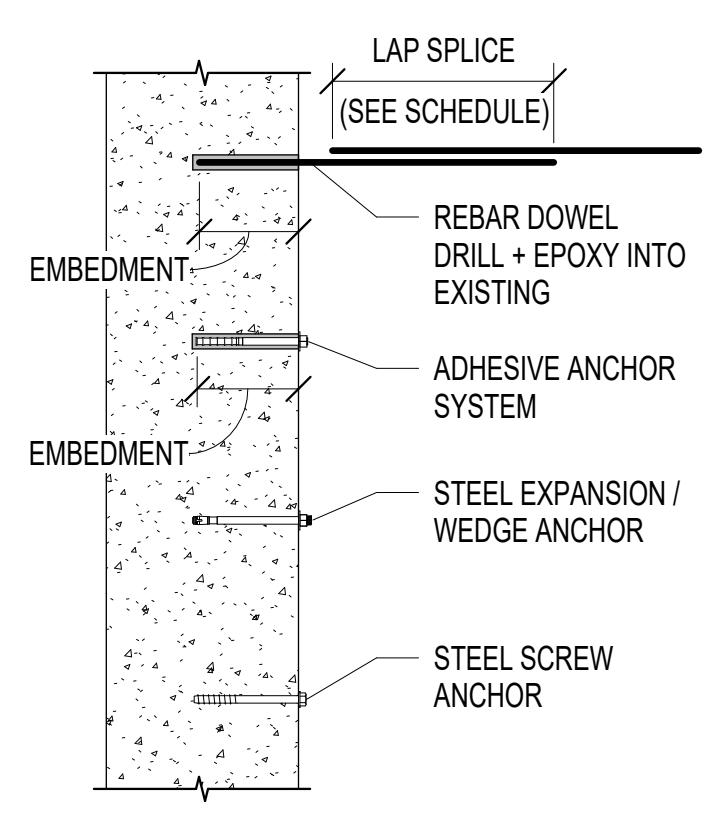 LAP SPLICE
(SEE SCHEDULE)
REBAR DOWEL
DRILL + EPOXY INTO
EXISTING
EMBEDMENT
ADHESIVE ANCHOR
SYSTEM
EMBEDMENT
STEEL EXPANSION /
WEDGE ANCHOR
STEEL SCREW
ANCHOR